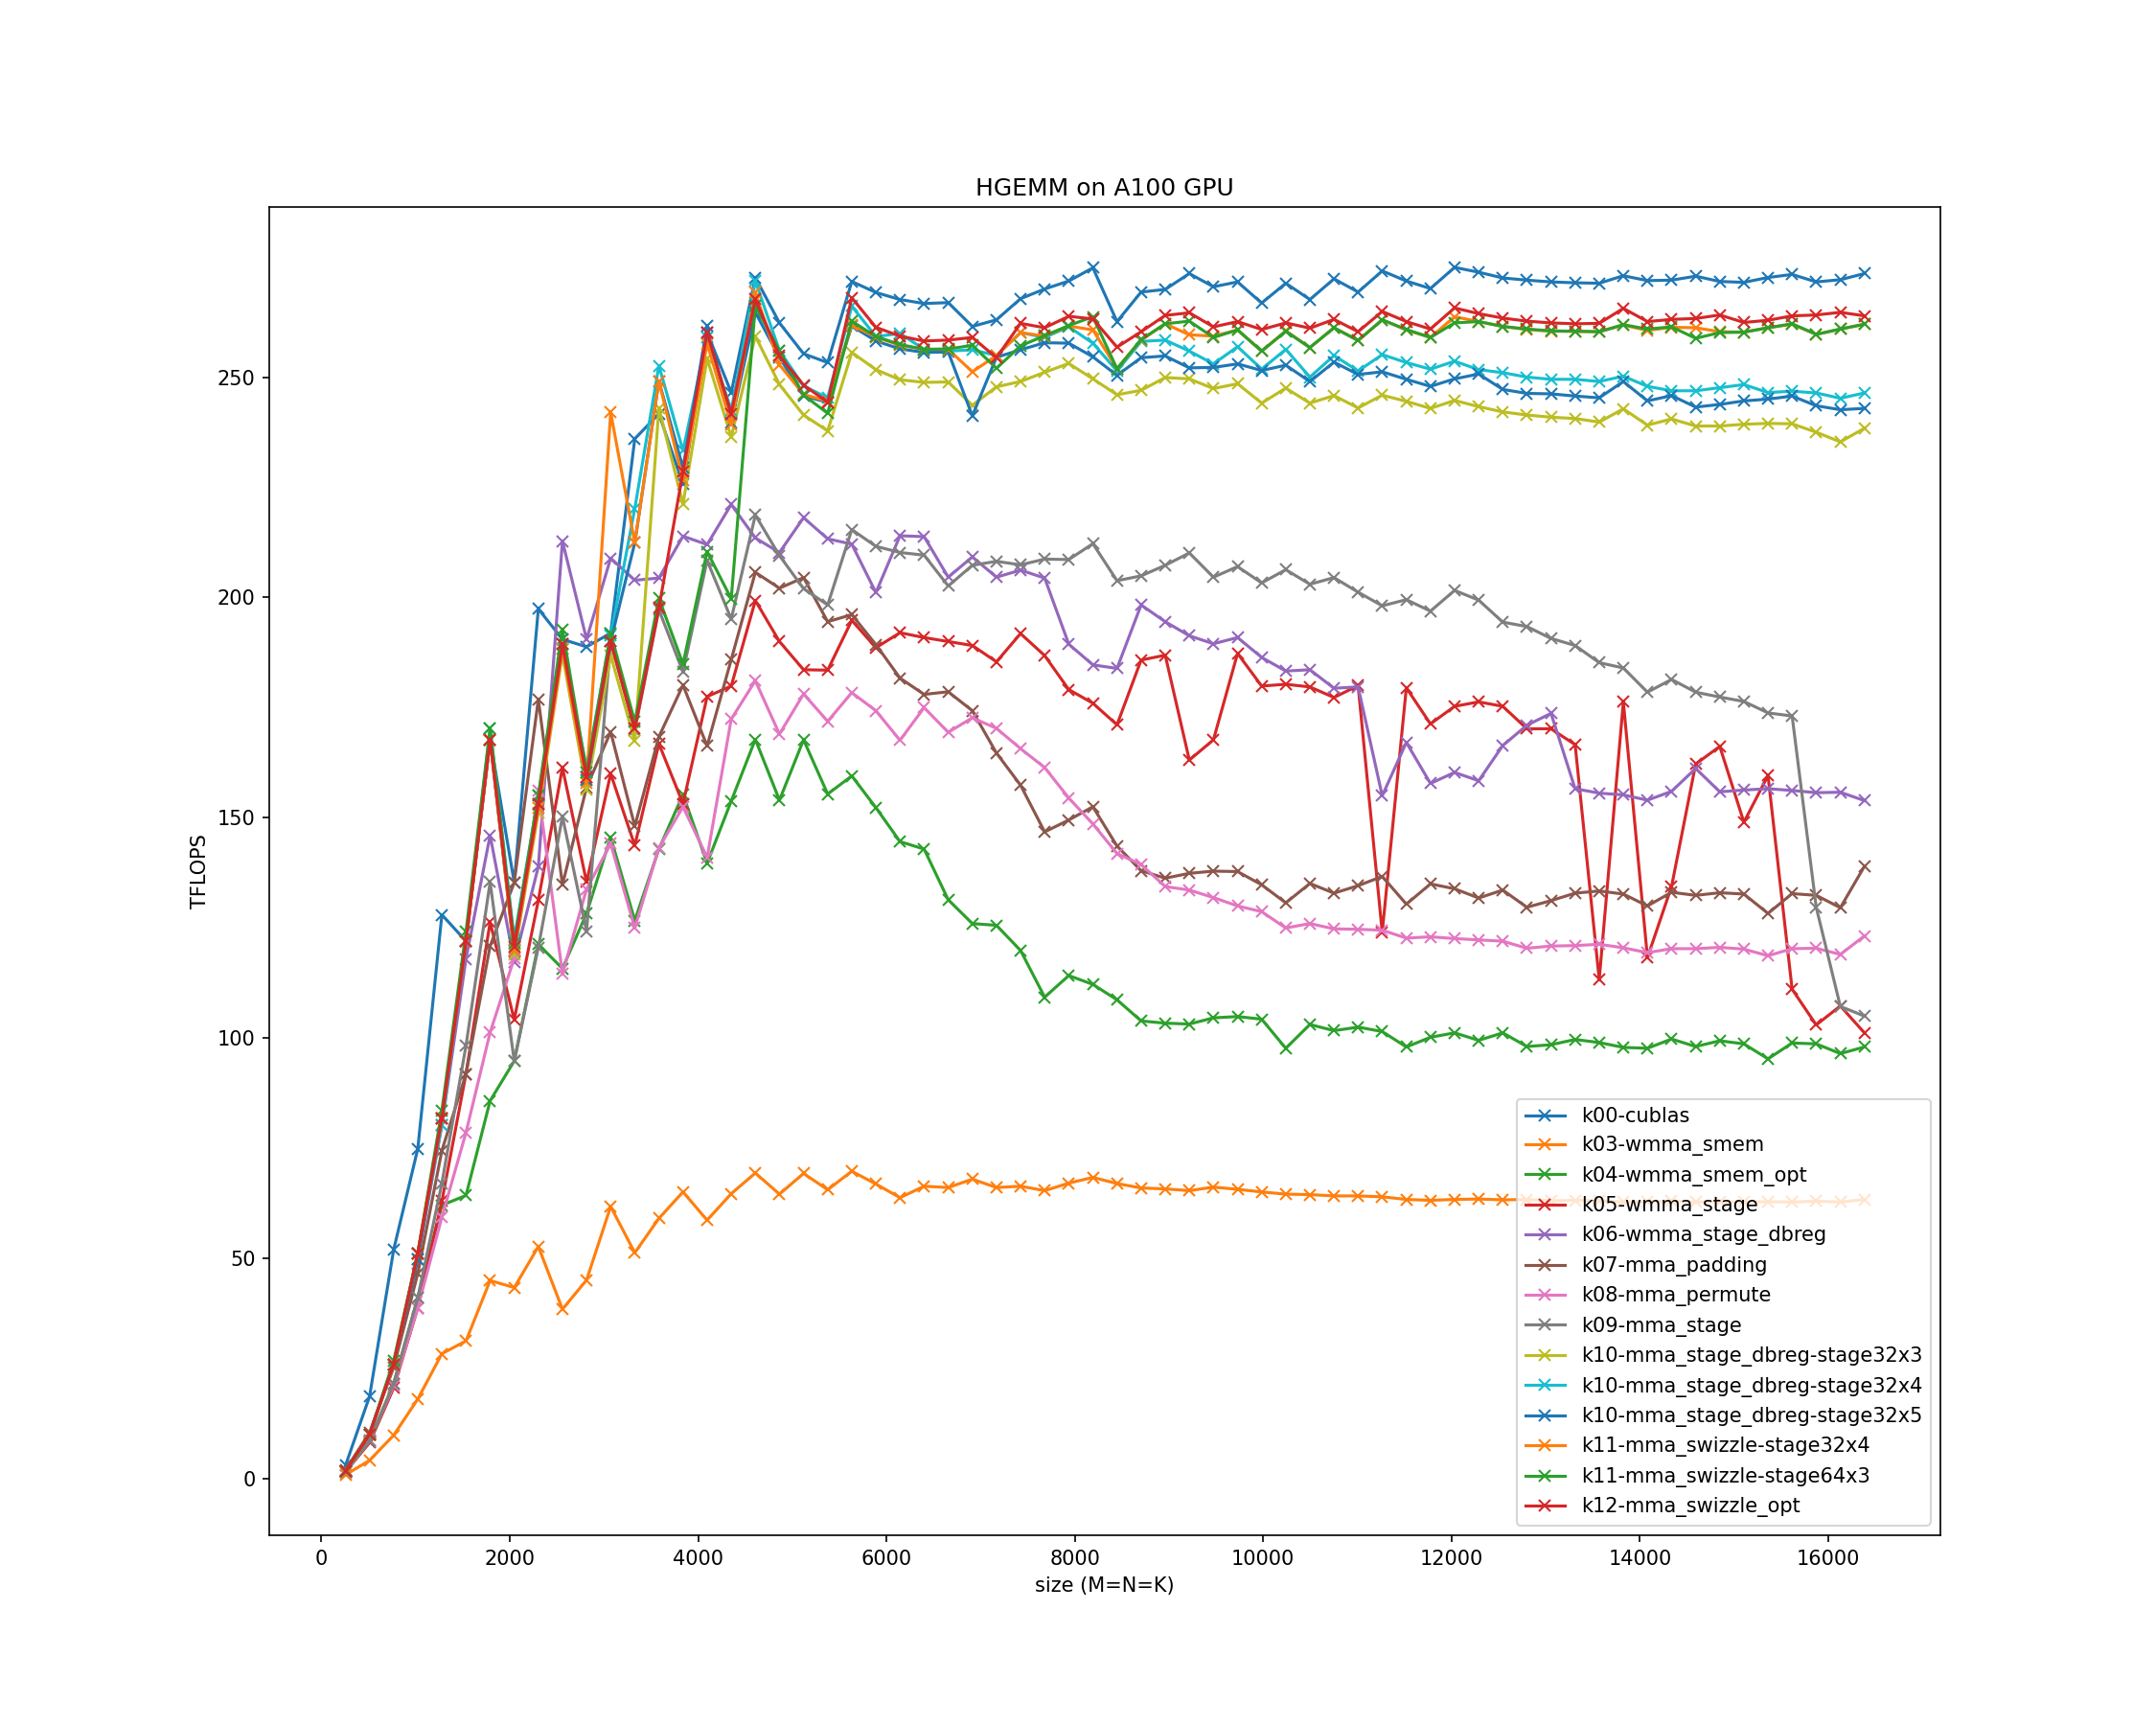 HGEMM on A100 GPU
TFLOPS
250
200
150
100
50
0
0 2000 4000 6000 8000 10000 12000 14000 16000
size (M=N=K)
k00-cublas
k03-wmma_smem
k04-wmma_smem_opt
k05-wmma_stage
k06-wmma_stage_dbreg
k07-mma_padding
k08-mma_permute
k09-mma_stage
k10-mma_stage_dbreg-stage32x3
k10-mma_stage_dbreg-stage32x4
k10-mma_stage_dbreg-stage32x5
k11-mma_swizzle-stage32x4
k11-mma_swizzle-stage64x3
k12-mma_swizzle_opt